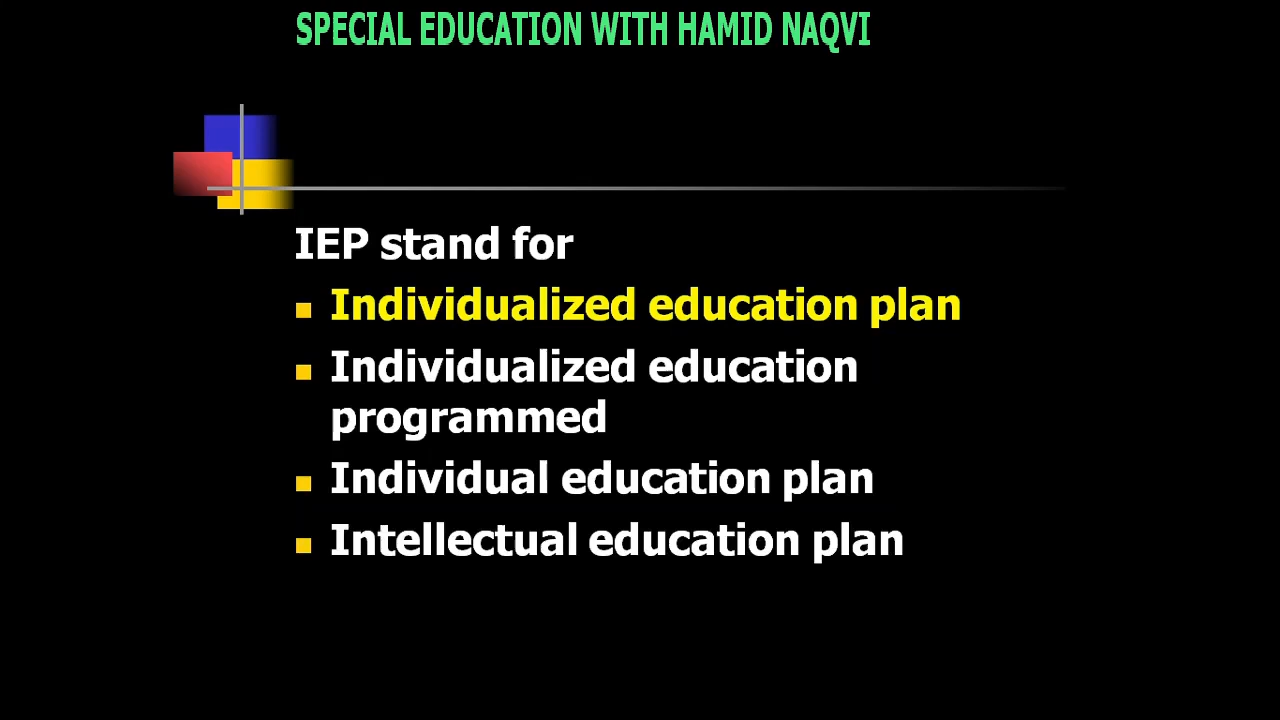 SPECIAL EDUCATION WITH HAMID NAQVI
IEP stand for
Individualized education plan
Individualized education
programmed
Individual education plan
Intellectual education plan